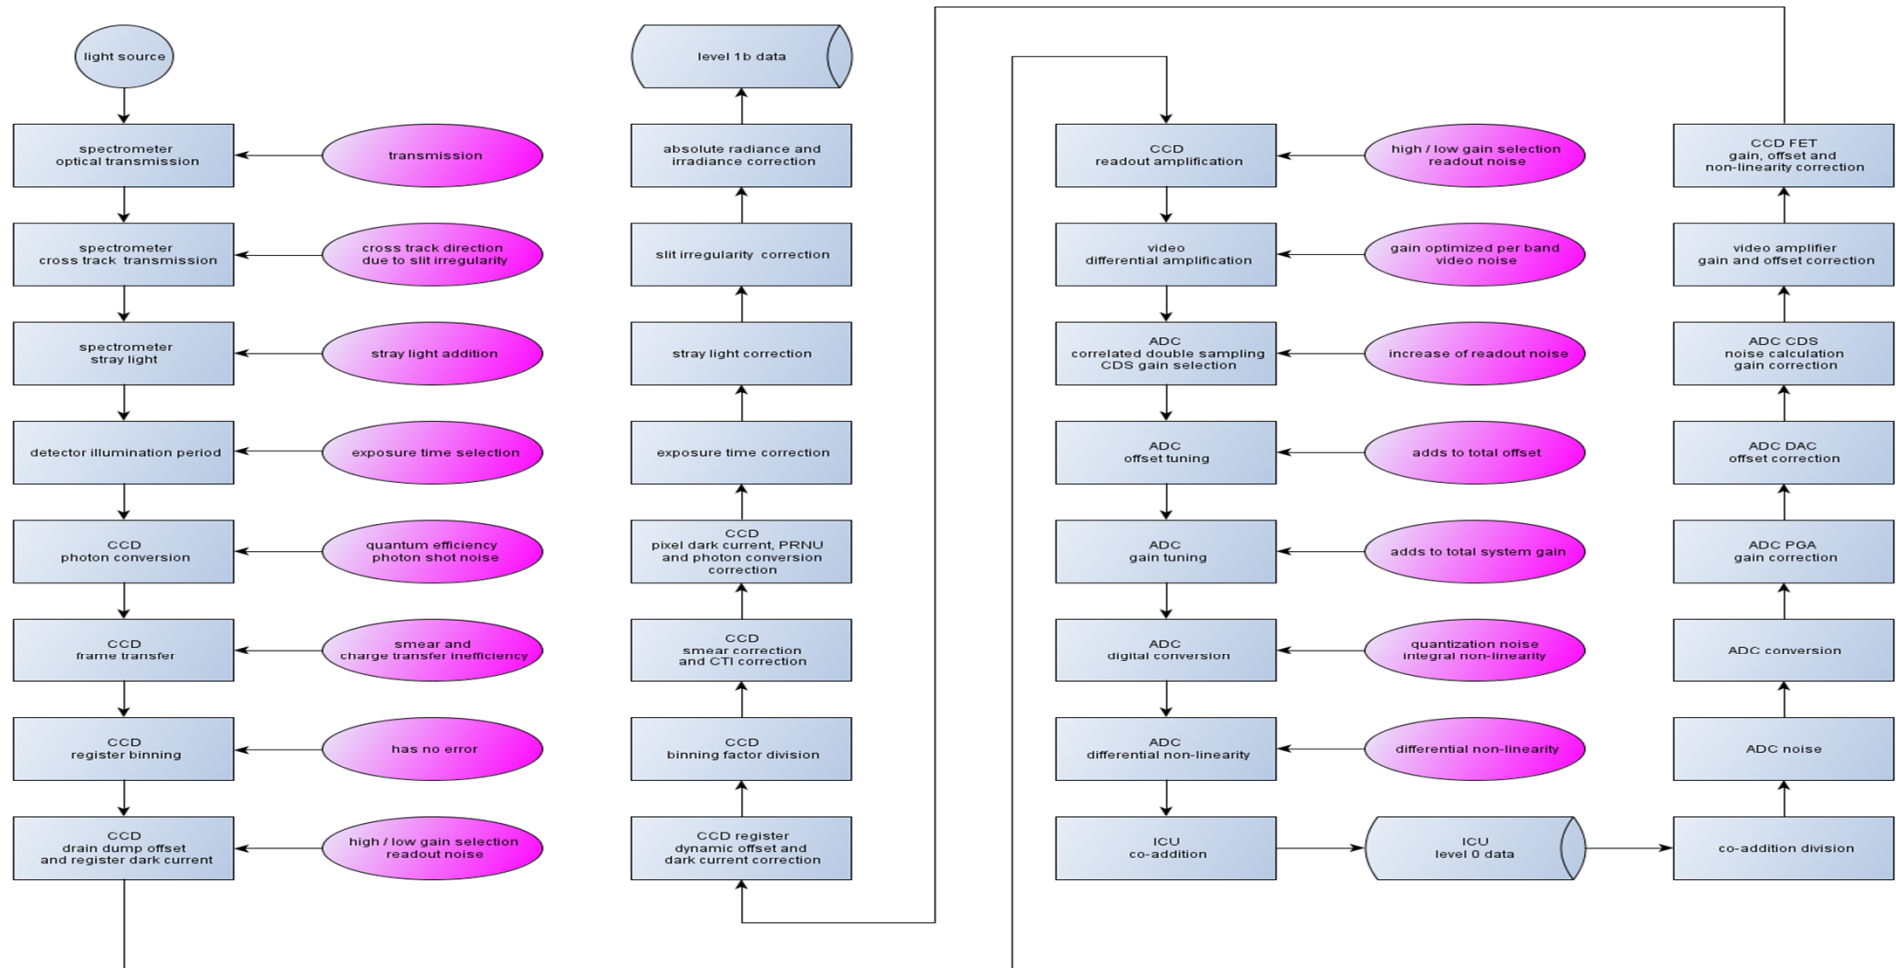 light source
spectrometer
optical transmission
transmission
spectrometer
cross track transmission
cross track direction
due to slit irregularity
spectrometer
stray light
stray light addition
detector illumination period
exposure time selection
CCD
photon conversion
quantum efficiency
photon shot noise
CCD
frame transfer
smear and
charge transfer inefficiency
CCD
register binning
has no error
CCD
drain dump offset
and register dark current
high / low gain selection
readout noise
level 1b data
absolute radiance and
irradiance correction
slit irregularity correction
stray light correction
exposure time correction
CCD
pixel dark current, PRNU
and photon conversion
correction
CCD
smear correction
and CTI correction
CCD
binning factor division
CCD register
dynamic offset and
dark current correction
CCD
readout amplification
high / low gain selection
readout noise
video
differential amplification
gain optimized per band
video noise
ADC
correlated double sampling
CDS gain selection
increase of readout noise
ADC
offset tuning
adds to total offset
ADC
gain tuning
adds to total system gain
ADC
digital conversion
quantization noise
integral non-linearity
ADC
differential non-linearity
differential non-linearity
ICU
co-addition
ICU
level 0 data
CCD FET
gain, offset and
non-linearity correction
video amplifier
gain and offset correction
ADC CDS
noise calculation
gain correction
ADC DAC
offset correction
ADC PGA
gain correction
ADC conversion
ADC noise
co-addition division